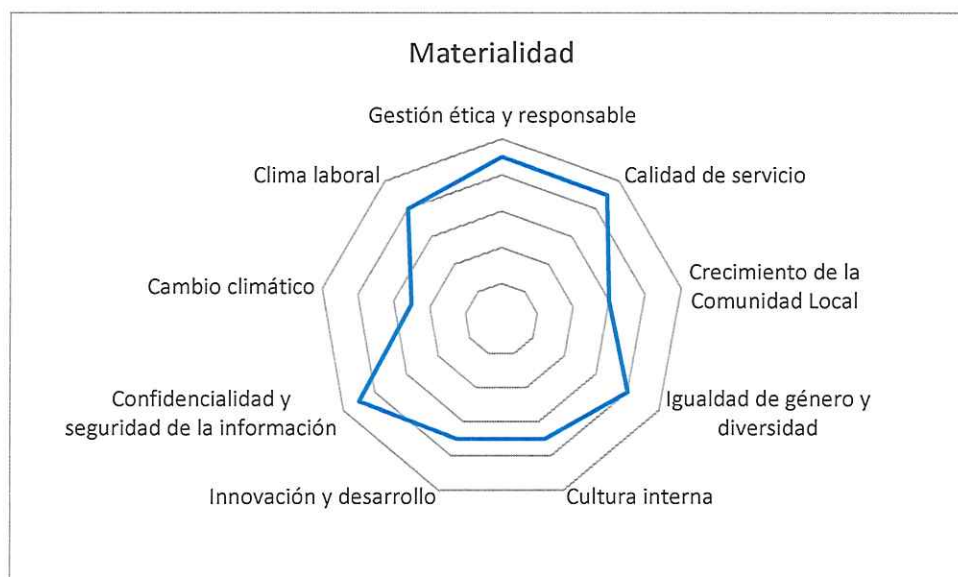 Materialidad
Gestión ética y responsable
Clima laboral
Calidad de servicio
Cambio climático
Crecimiento de la
Comunidad Local
Confidencialidad y
seguridad de la información
Igualdad de género y
diversidad
Innovación y desarrollo
Cultura interna